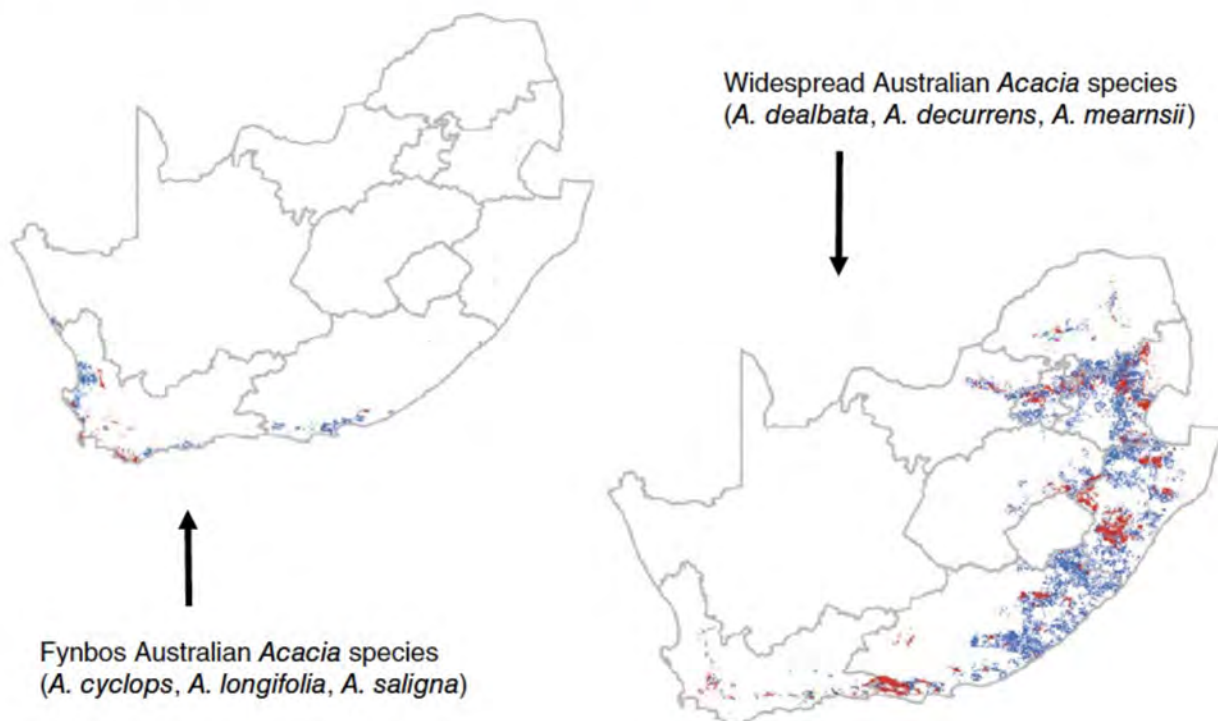 Widespread Australian Acacia species
(A. dealbata, A. decurrens, A. mearnsii)
Fynbos Australian Acacia species
(A. cyclops, A. longifolia, A. saligna)